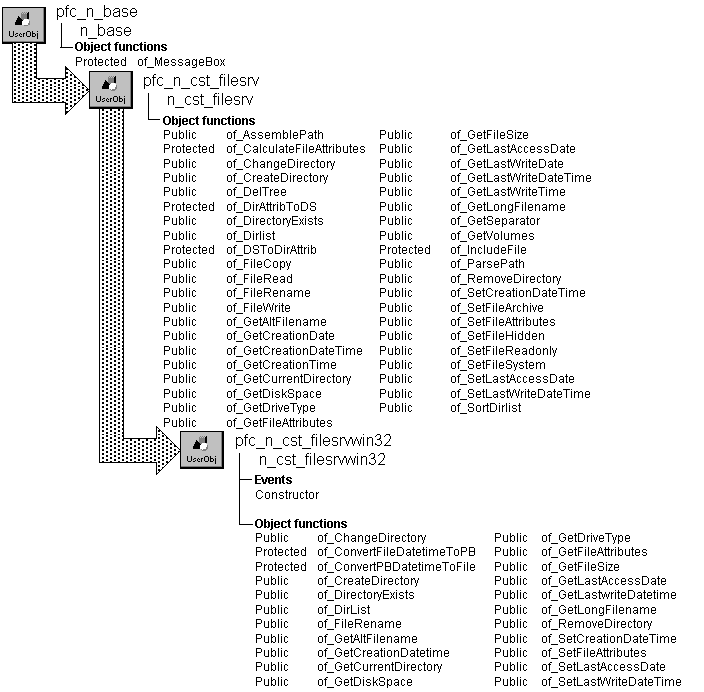 pfc_n_base
n_base
UserObj
Object functions
Protected of_MessageBox
pfc_n_cst_filesrv
n_cst_filesrv
UserObj
Object functions
Public of_AssemblePath Public of_GetFileSize
Protected of_CalculateFileAttributes Public of_GetLastAccessDate
Public of_ChangeDirectory Public of_GetLastWriteDate
Public of_CreateDirectory Public of_GetLastWriteDateTime
Public of_DelTree Public of_GetLastWriteTime
Protected of_DirAttribToDS Public of_GetLongFilename
Public of_DirectoryExists Public of_GetSeparator
Public of_Dirlist Public of_GetVolumes
Protected of_DSToDirAttrib Protected of_IncludeFile
Public of_FileCopy Public of_ParsePath
Public of_FileRead Public of_RemoveDirectory
Public of_FileRename Public of_SetCreationDateTime
Public of_FileWrite Public of_SetFileArchive
Public of_GetAltFilename Public of_SetFileAttributes
Public of_GetCreationDate Public of_SetFileHidden
Public of_GetCreationDateTime Public of_SetFileReadonly
Public of_GetCreationTime Public of_SetFileSystem
Public of_GetCurrentDirectory Public of_SetLastAccessDate
Public of_GetDiskSpace Public of_SetLastWriteDateTime
Public of_GetDriveType Public of_SortDirlist
Public of_GetFileAttributes
pfc_n_cst_filesrvwin32
n_cst_filesrvwin32
UserObj
Events
Constructor
Object functions
Public of_ChangeDirectory Public of_GetDriveType
Protected of_ConvertFileDatetimeToPB Public of_GetFileAttributes
Protected of_ConvertPBDatetimeToFile Public of_GetFileSize
Public of_CreateDirectory Public of_GetLastAccessDate
Public of_DirectoryExists Public of_GetLastwriteDatetime
Public of_DirList Public of_GetLongFilename
Public of_FileRename Public of_RemoveDirectory
Public of_GetAltFilename Public of_SetCreationDateTime
Public of_GetCreationDatetime Public of_SetFileAttributes
Public of_GetCurrentDirectory Public of_SetLastAccessDate
Public of_GetDiskSpace Public of_SetLastWriteDateTime